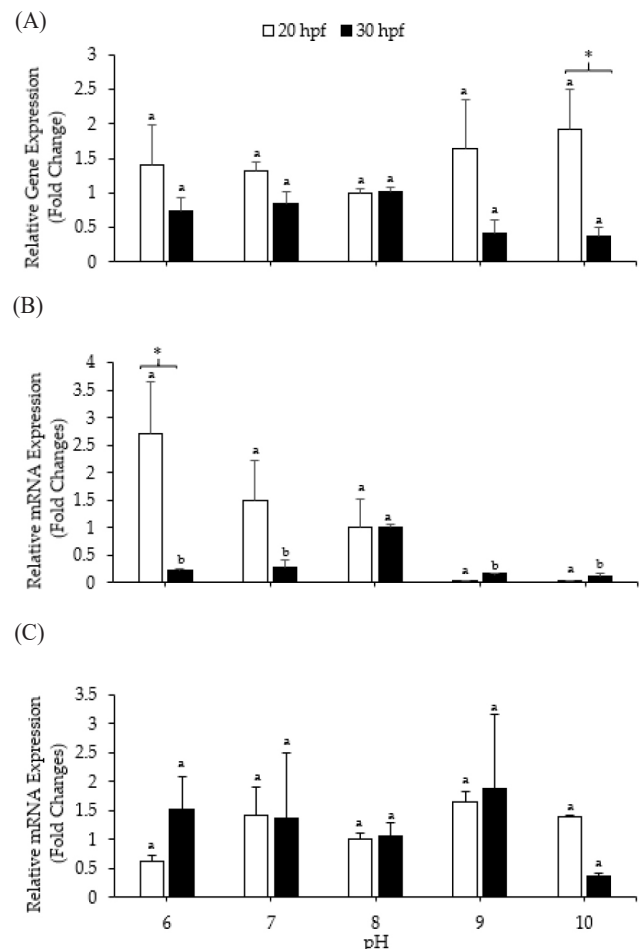 (A)
□ 20 hpf ■ 30 hpf
Relative Gene Expression
(Fold Change)
3
2.5
2
1.5
1
0.5
0
a a a a a a a a a a *
(B)
Relative mRNA Expression
(Fold Changes)
4
3.5
3
2.5
2
1.5
1
0.5
0
* a b a b a a a b a b
(C)
Relative mRNA Expression
(Fold Changes)
3.5
3
2.5
2
1.5
1
0.5
0
a a a a a a a a a a
6 7 8 9 10
pH